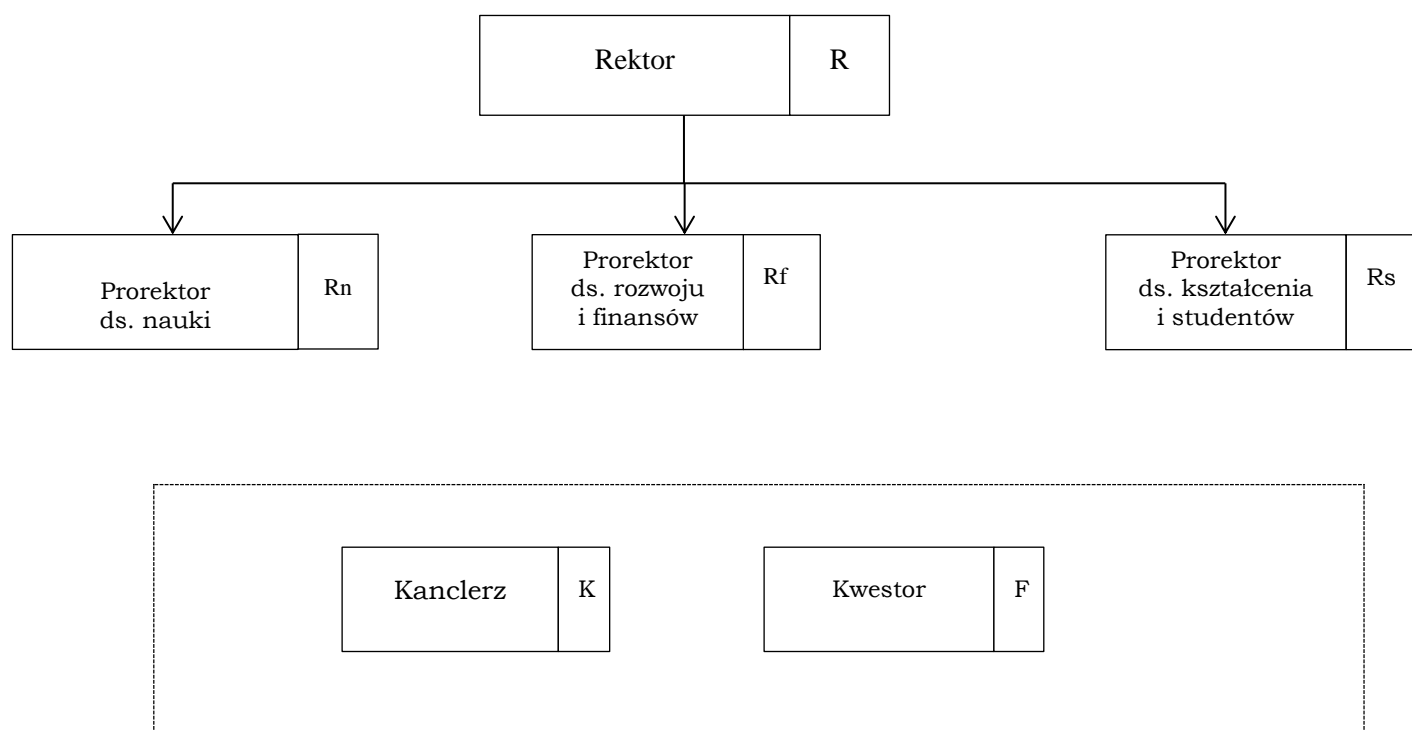 Rektor R
Prorektor
ds. nauki
Rn
Prorektor
ds. rozwoju
i finansów
Rf
Prorektor
ds. kształcenia
i studentów
Rs
Kanclerz K
Kwestor F